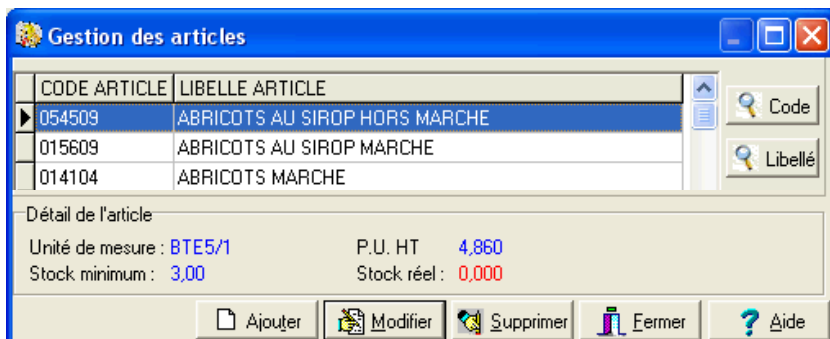 Gestion des articles
CODE ARTICLE LIBELLE ARTICLE
054509 ABRICOTS AU SIROP HORS MARCHE
Code
015609 ABRICOTS AU SIROP MARCHE
Libellé
014104 ABRICOTS MARCHE
Détail de l'article
Unité de mesure : BTE5/1 P.U. HT 4,860
Stock minimum : 3,00 Stock réel : 0,000
Ajouter Modifier Supprimer Fermer Aide